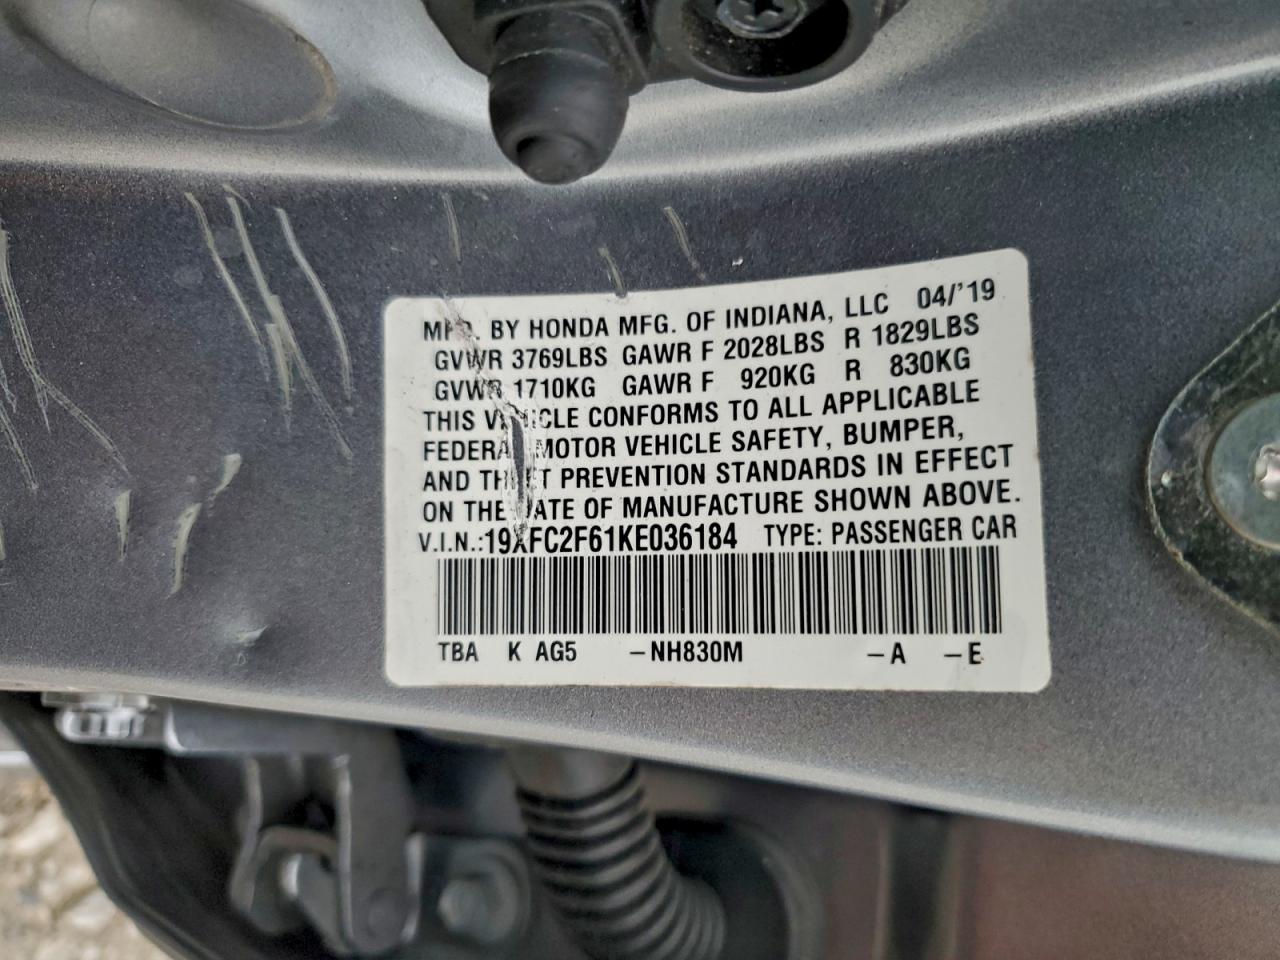 MFD. BY HONDA MFG. OF INDIANA, LLC 04/'19
GVWR 3769LBS GAWR F 2028LBS R 1829LBS
GVWR 1710KG GAWR F 920KG R 830KG
THIS VEHICLE CONFORMS TO ALL APPLICABLE
FEDERAL MOTOR VEHICLE SAFETY, BUMPER,
AND THEFT PREVENTION STANDARDS IN EFFECT
ON THE DATE OF MANUFACTURE SHOWN ABOVE.
V.I.N.:19XFC2F61KE036184 TYPE: PASSENGER CAR
TBA K AG5 –NH830M –A –E